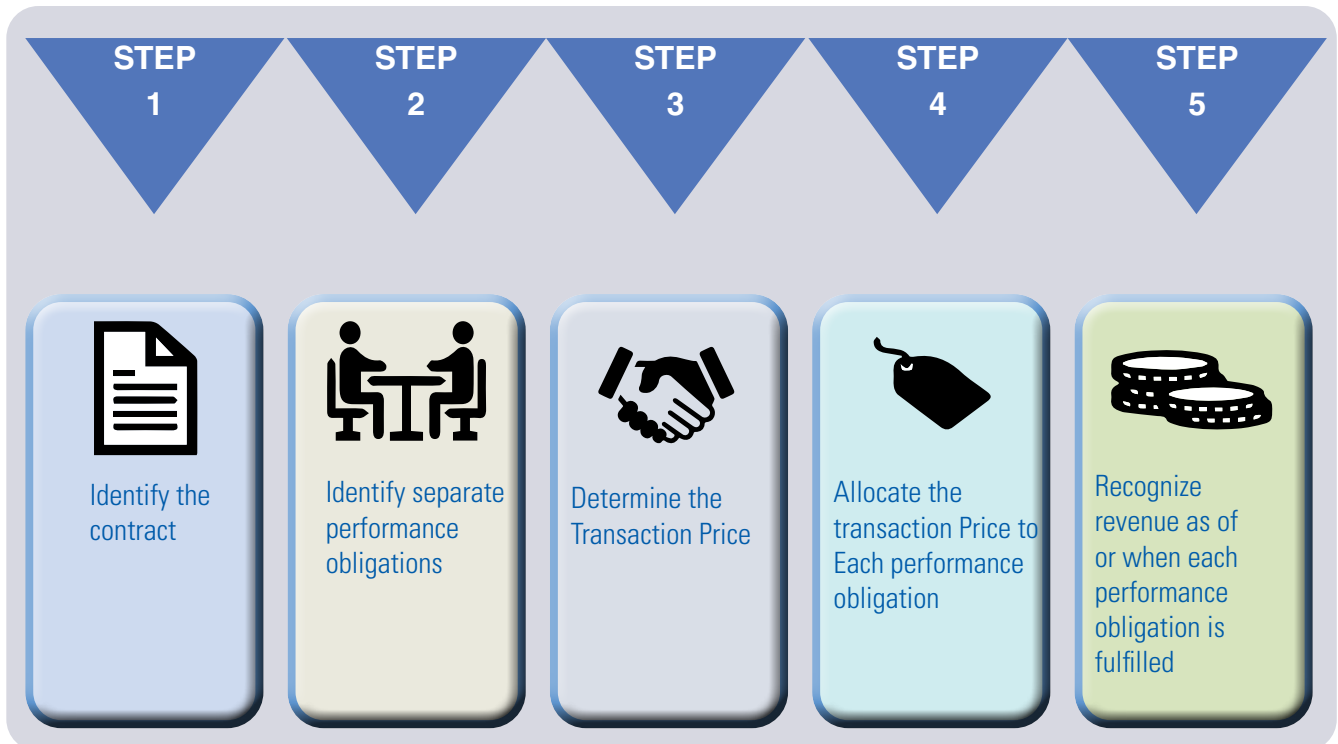 STEP
1
STEP
2
STEP
3
STEP
4
STEP
5
Identify the
contract
Identify separate
performance
obligations
Determine the
Transaction Price
Allocate the
transaction Price to
Each performance
obligation
Recognize
revenue as of
or when each
performance
obligation is
fulfilled